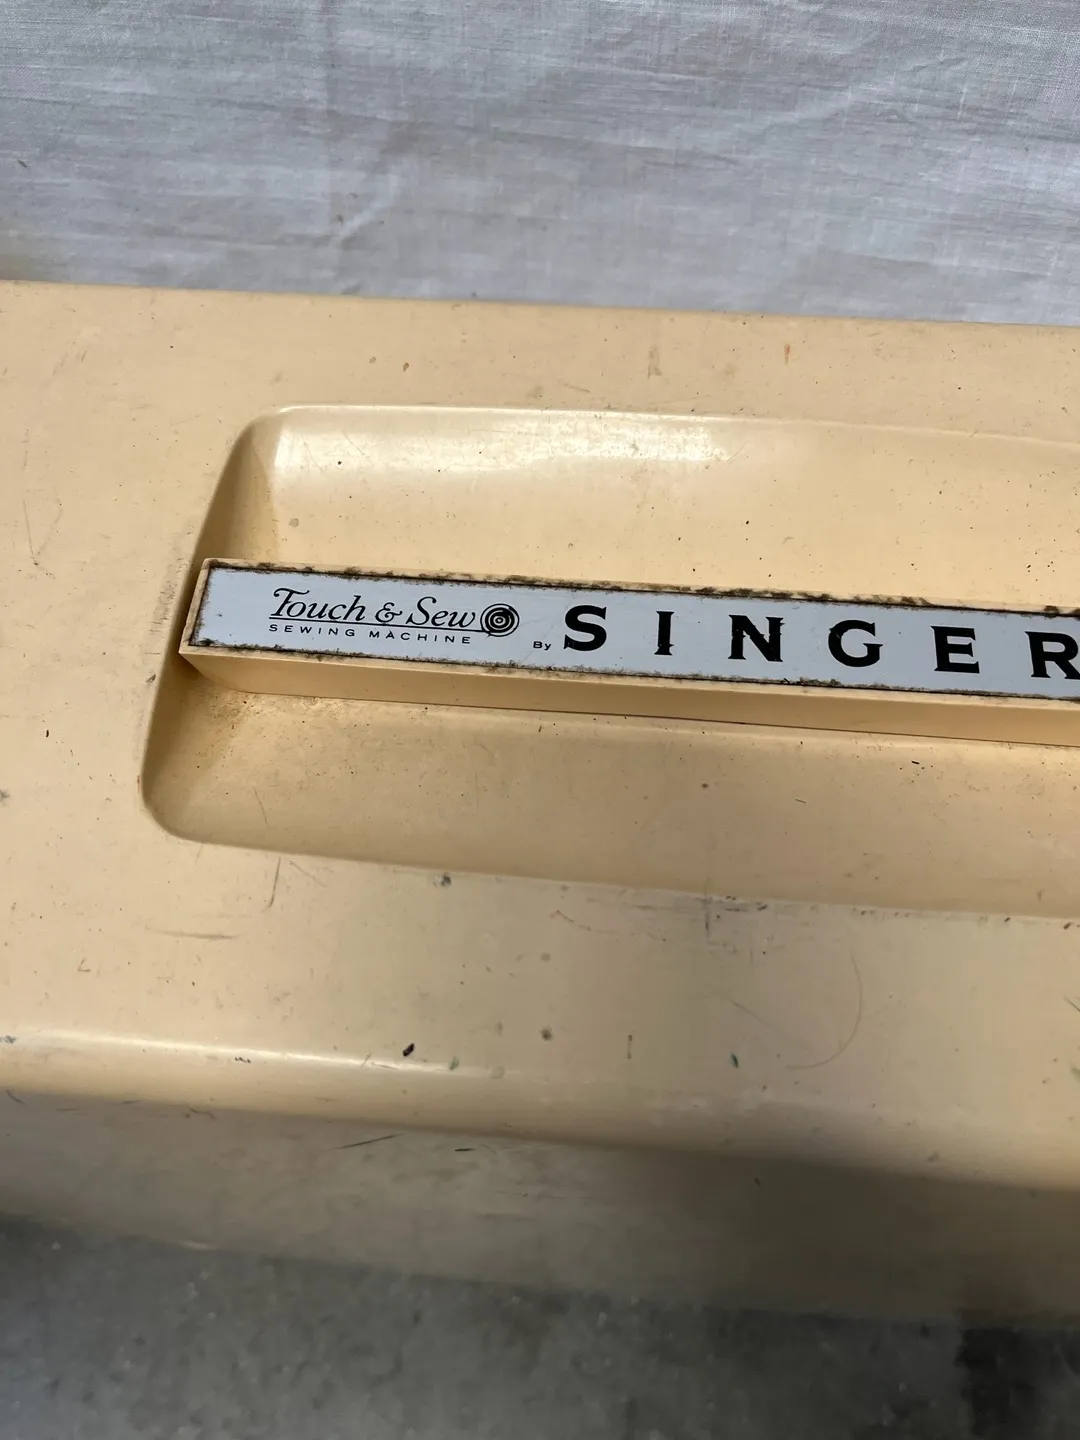 Touch & Sew
SEWING MACHINE
By SINGER